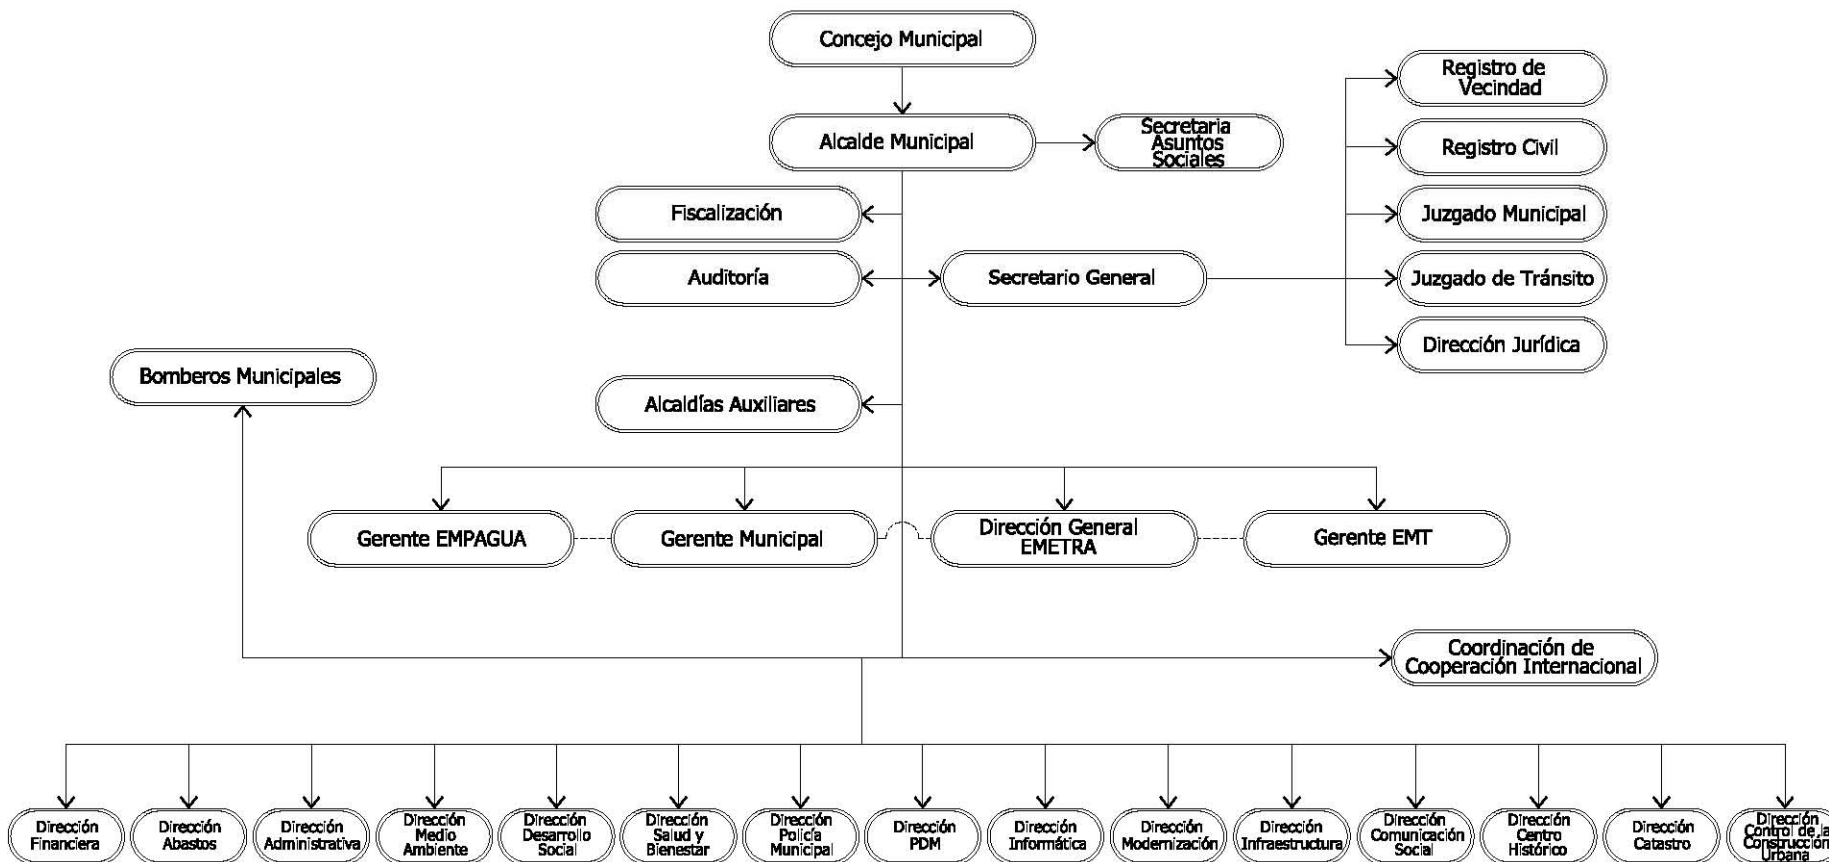 Concejo Municipal
Registro de
Vecindad
Alcalde Municipal
Secretaria
Asuntos
Sociales
Registro Civil
Fiscalización
Juzgado Municipal
Auditoría
Secretario General
Juzgado de Tránsito
Dirección Jurídica
Bomberos Municipales
Alcaldías Auxiliares
Gerente EMPAGUA
Gerente Municipal
Dirección General
EMETRA
Gerente EMT
Coordinación de
Cooperación Internacional
Dirección
Financiera
Dirección
Abastos
Dirección
Administrativa
Dirección
Medio
Ambiente
Dirección
Desarrollo
Social
Dirección
Salud y
Bienestar
Dirección
Policía
Municipal
Dirección
PDM
Dirección
Informática
Dirección
Modernización
Dirección
Infraestructura
Dirección
Comunicación
Social
Dirección
Centro
Histórico
Dirección
Catastro
Dirección
Control de la
Construcción
Urbana